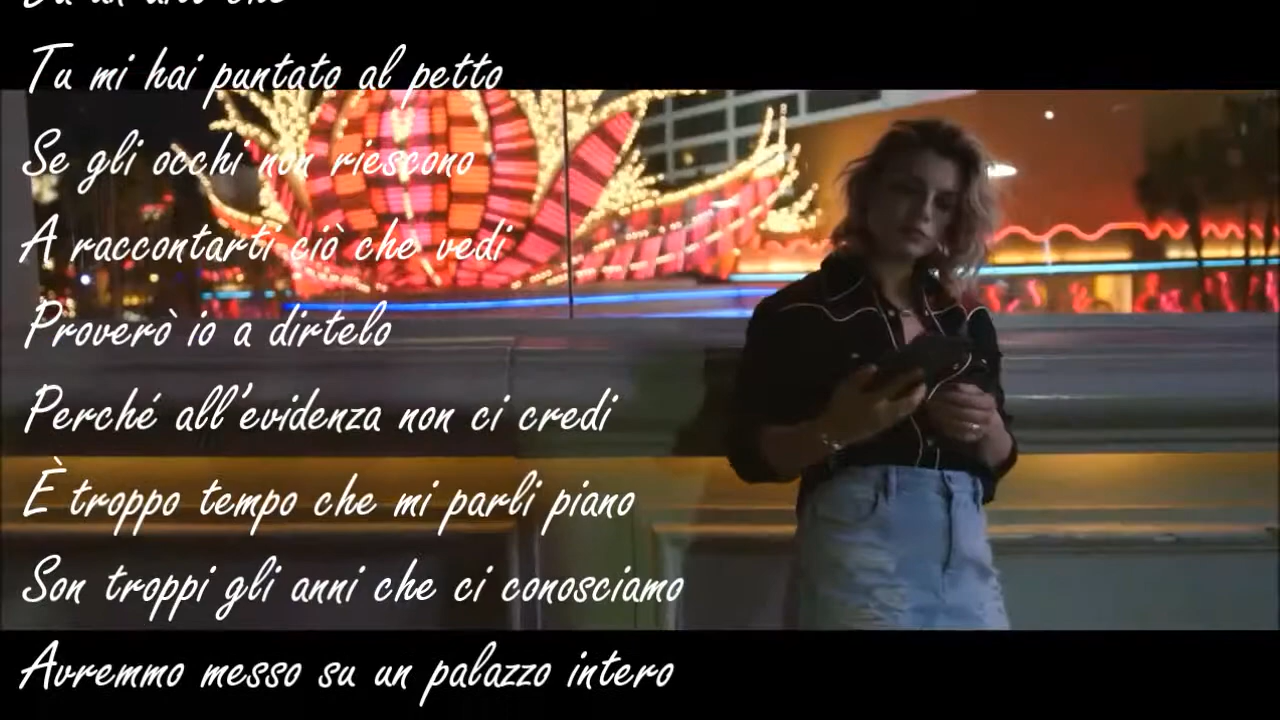 Tu mi hai puntato al petto
Se gli occhi non riescono
A raccontarti ciò che vedi
Proverò io a dirtelo
Perché all'evidenza non ci credi
È troppo tempo che mi parli piano
Son troppi gli anni che ci conosciamo
Avremmo messo su un palazzo intero